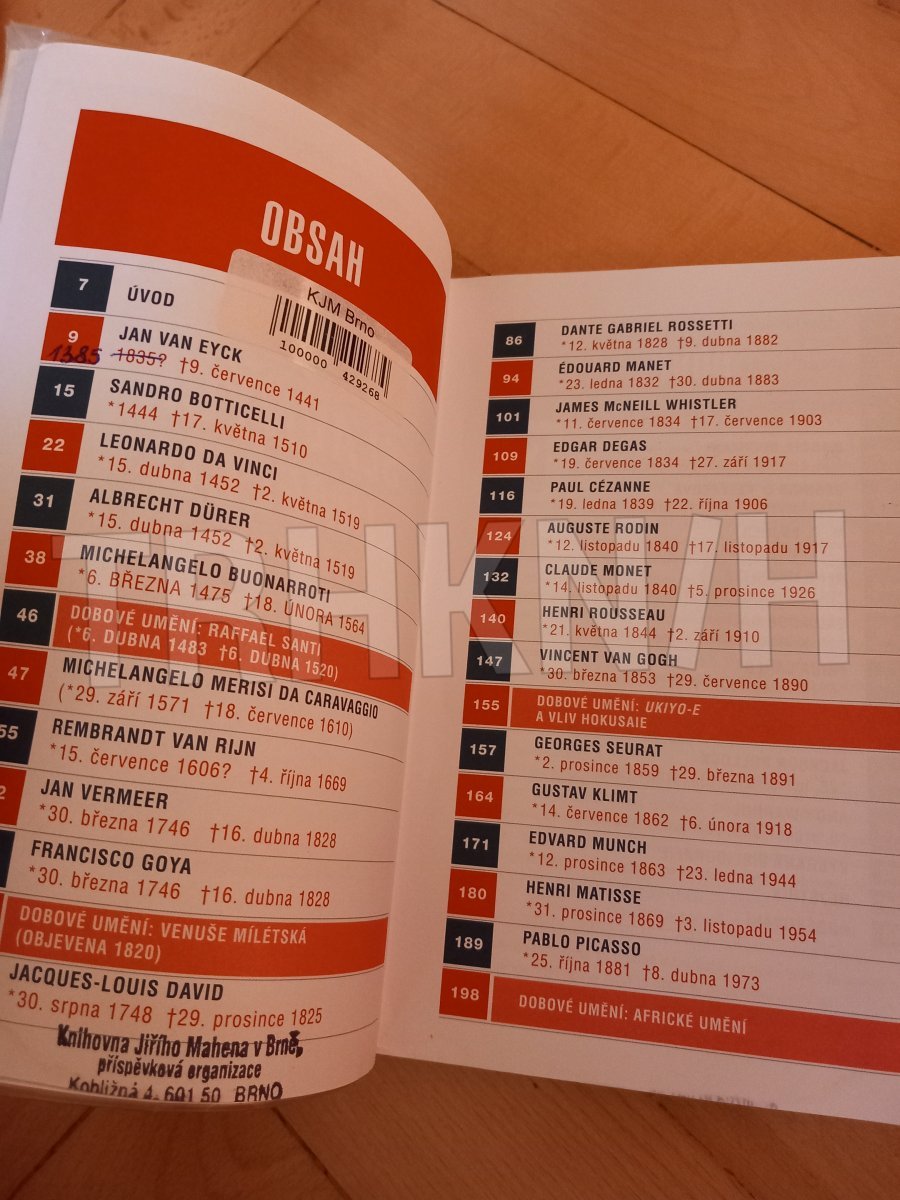 OBSAH
KJM Brno
100000 429268
7 ÚVOD
9 JAN VAN EYCK
1385 1835? †9. července 1441
15 SANDRO BOTTICELLI
*1444 †17. května 1510
22 LEONARDO DA VINCI
*15. dubna 1452 †2. května 1519
31 ALBRECHT DÜRER
*15. dubna 1452 †2. května 1519
38 MICHELANGELO BUONARROTI
*6. BŘEZNA 1475 †18. ÚNORA 1564
46 DOBOVÉ UMĚNÍ: RAFFAEL SANTI
(*6. DUBNA 1483 †6. DUBNA 1520)
47 MICHELANGELO MERISI DA CARAVAGGIO
(*29. září 1571 †18. července 1610)
55 REMBRANDT VAN RIJN
*15. července 1606? †4. října 1669
2 JAN VERMEER
*30. března 1746 †16. dubna 1828
FRANCISCO GOYA
*30. března 1746 †16. dubna 1828
DOBOVÉ UMĚNÍ: VENUŠE MÍLÉTSKÁ
(OBJEVENA 1820)
JACQUES-LOUIS DAVID
*30. srpna 1748 †29. prosince 1825
Knihovna Jiřího Mahena v Brně,
příspěvková organizace
Kobližná 4, 601 50 BRNO
86 DANTE GABRIEL ROSSETTI
*12. května 1828 †9. dubna 1882
94 ÉDOUARD MANET
*23. ledna 1832 †30. dubna 1883
101 JAMES McNEILL WHISTLER
*11. července 1834 †17. července 1903
109 EDGAR DEGAS
*19. července 1834 †27. září 1917
116 PAUL CÉZANNE
*19. ledna 1839 †22. října 1906
124 AUGUSTE RODIN
*12. listopadu 1840 †17. listopadu 1917
132 CLAUDE MONET
*14. listopadu 1840 †5. prosince 1926
140 HENRI ROUSSEAU
*21. května 1844 †2. září 1910
147 VINCENT VAN GOGH
*30. března 1853 †29. července 1890
155 DOBOVÉ UMĚNÍ: UKIYO-E
A VLIV HOKUSAIE
157 GEORGES SEURAT
*2. prosince 1859 †29. března 1891
164 GUSTAV KLIMT
*14. července 1862 †6. února 1918
171 EDVARD MUNCH
*12. prosince 1863 †23. ledna 1944
180 HENRI MATISSE
*31. prosince 1869 †3. listopadu 1954
189 PABLO PICASSO
*25. října 1881 †8. dubna 1973
198 DOBOVÉ UMĚNÍ: AFRICKÉ UMĚNÍ
TRHKNVH